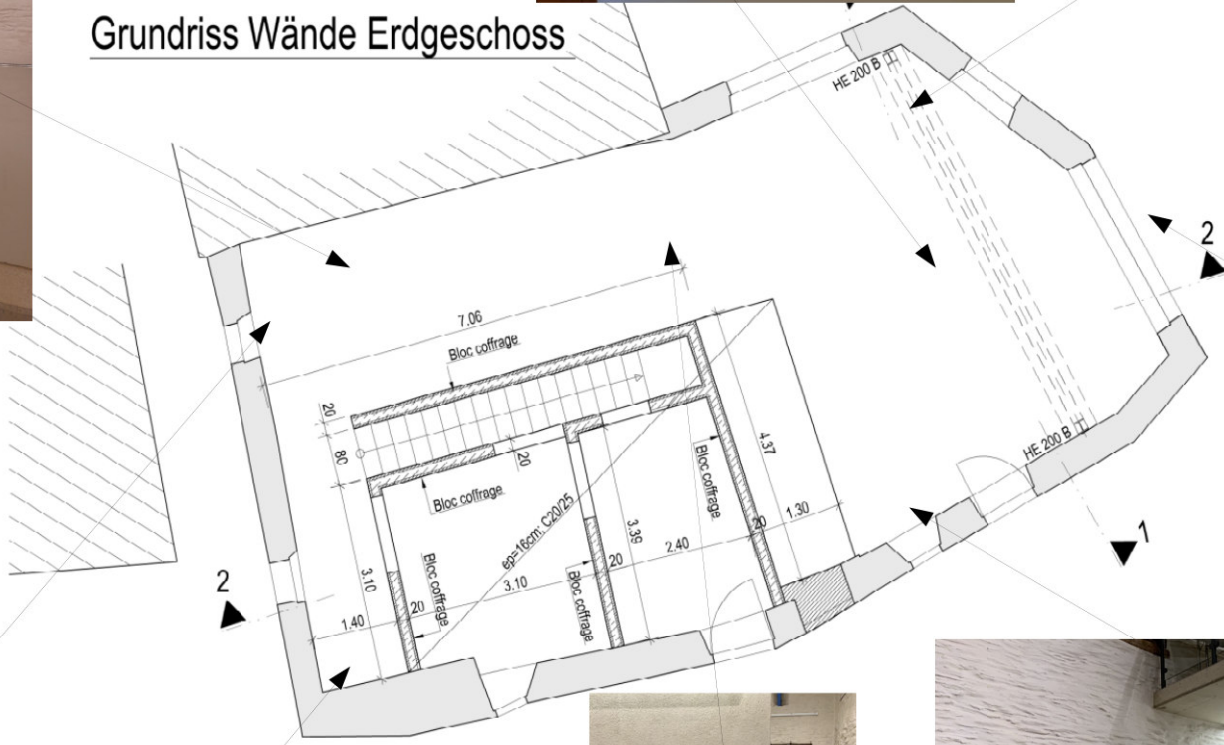 Grundriss Wände Erdgeschoss
HE 200 B
2
7.06
Bloc coffrage
20
80
20
Bloc coffrage
4.37
Bloc coffrage
HE 200 B
ep=16cm: C20/25
3.39
2.40
20
1.30
1
3.10
Bloc coffrage
20
3.10
20
Bloc coffrage
2
1.40